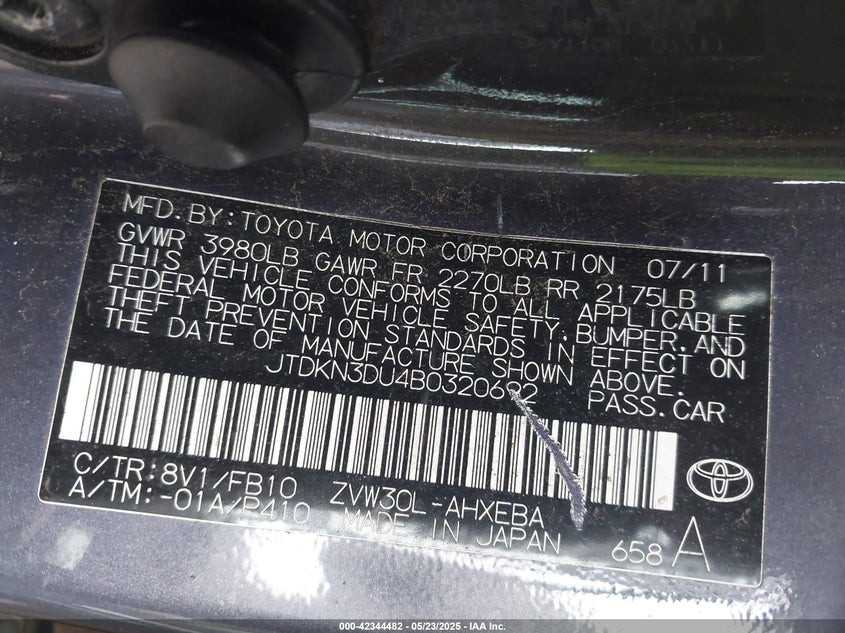 MFD. BY: TOYOTA MOTOR CORPORATION 07/11
GVWR 3980LB GAWR FR 2270LB RR 2175LB
THIS VEHICLE CONFORMS TO ALL APPLICABLE
FEDERAL MOTOR VEHICLE SAFETY, BUMPER, AND
THEFT PREVENTION STANDARDS IN EFFECT ON
THE DATE OF MANUFACTURE SHOWN ABOVE.
JTDKN3DU4B0320692 PASS. CAR
C/TR: 8V1/FB10 ZVW30L-AHXEBA
A/TM: -01A/P410 MADE IN JAPAN 658 A
000-42344482 - 05/23/2025 - IAA Inc.